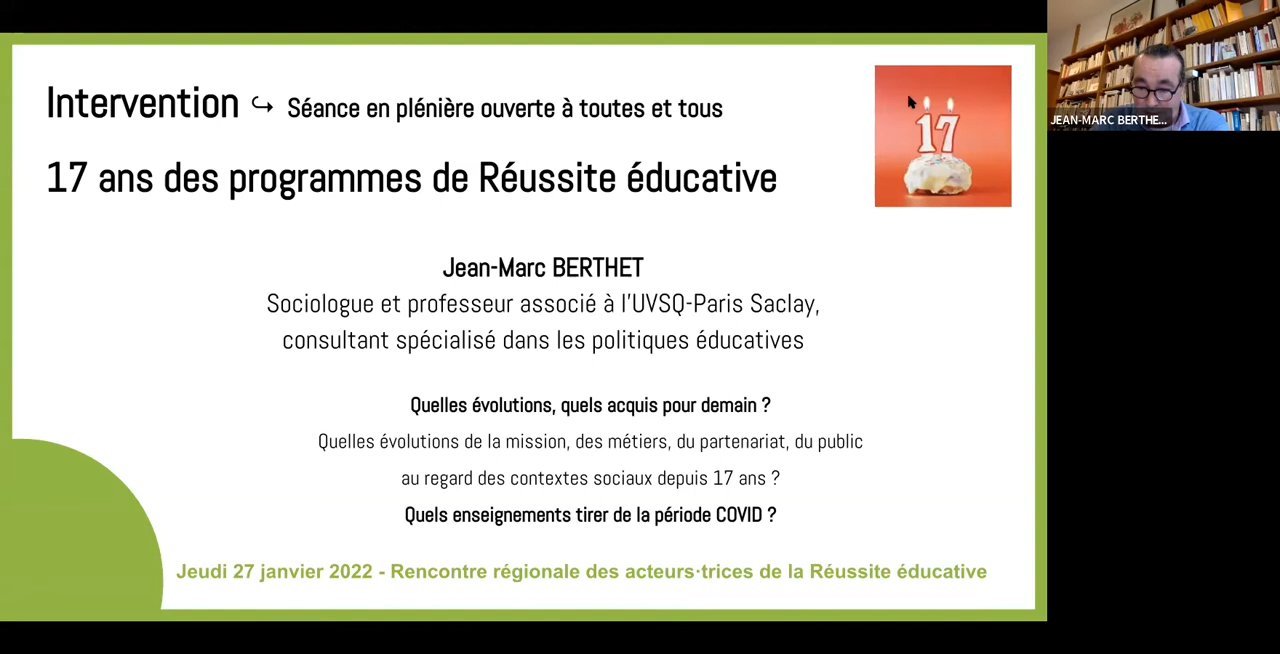 Intervention ↪ Séance en plénière ouverte à toutes et tous
17 ans des programmes de Réussite éducative
17
Jean-Marc BERTHET
Sociologue et professeur associé à l'UVSQ-Paris Saclay,
consultant spécialisé dans les politiques éducatives
Quelles évolutions, quels acquis pour demain ?
Quelles évolutions de la mission, des métiers, du partenariat, du public
au regard des contextes sociaux depuis 17 ans ?
Quels enseignements tirer de la période COVID ?
Jeudi 27 janvier 2022 - Rencontre régionale des acteurs·trices de la Réussite éducative
JEAN-MARC BERTHE...